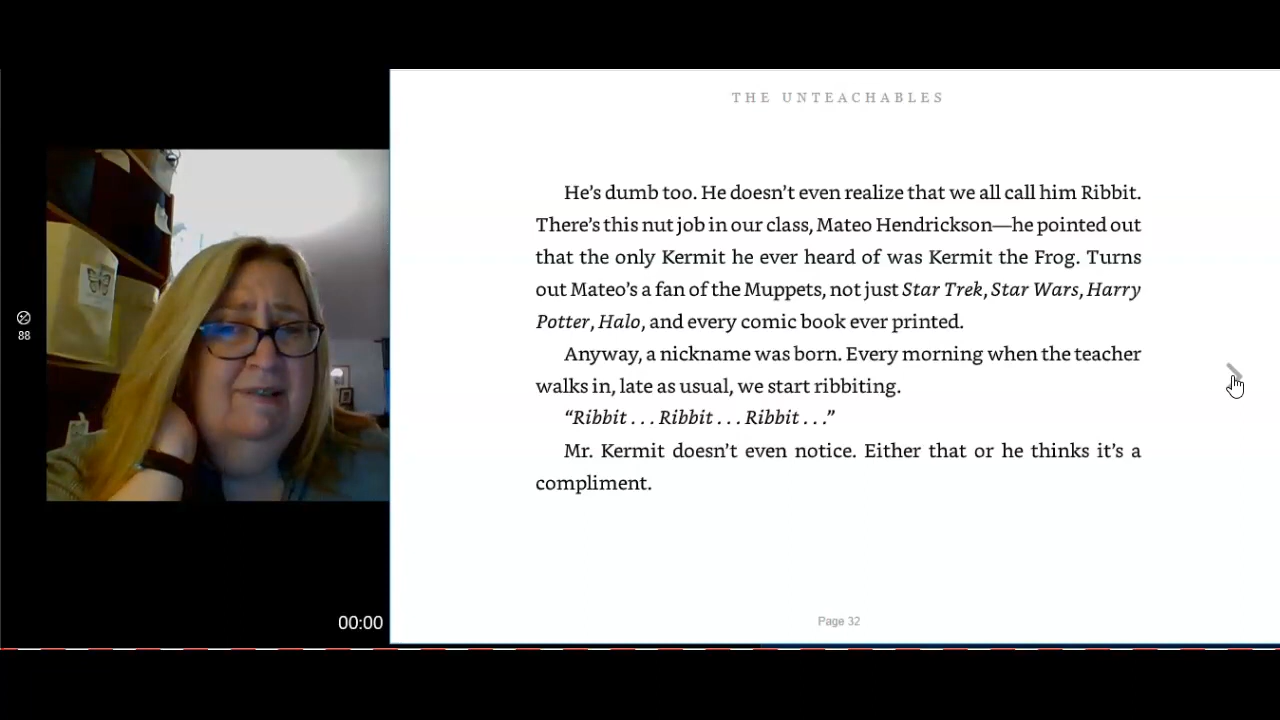 THE UNTEACHABLES
He’s dumb too. He doesn’t even realize that we all call him Ribbit.
There’s this nut job in our class, Mateo Hendrickson—he pointed out
that the only Kermit he ever heard of was Kermit the Frog. Turns
out Mateo’s a fan of the Muppets, not just Star Trek, Star Wars, Harry
Potter, Halo, and every comic book ever printed.
Anyway, a nickname was born. Every morning when the teacher
walks in, late as usual, we start ribbiting.
“Ribbit . . . Ribbit . . . Ribbit . . .”
Mr. Kermit doesn’t even notice. Either that or he thinks it’s a
compliment.
Page 32
88
00:00